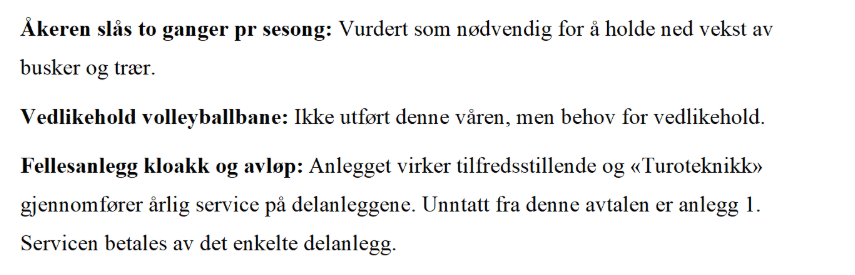 Åkeren slås to ganger pr sesong: Vurdert som nødvendig for å holde ned vekst av
busker og trær.
Vedlikehold volleyballbane: Ikke utført denne våren, men behov for vedlikehold.
Fellesanlegg kloakk og avløp: Anlegget virker tilfredsstillende og «Turoteknikk»
gjennomfører årlig service på delanleggene. Unntatt fra denne avtalen er anlegg 1.
Servicen betales av det enkelte delanlegg.